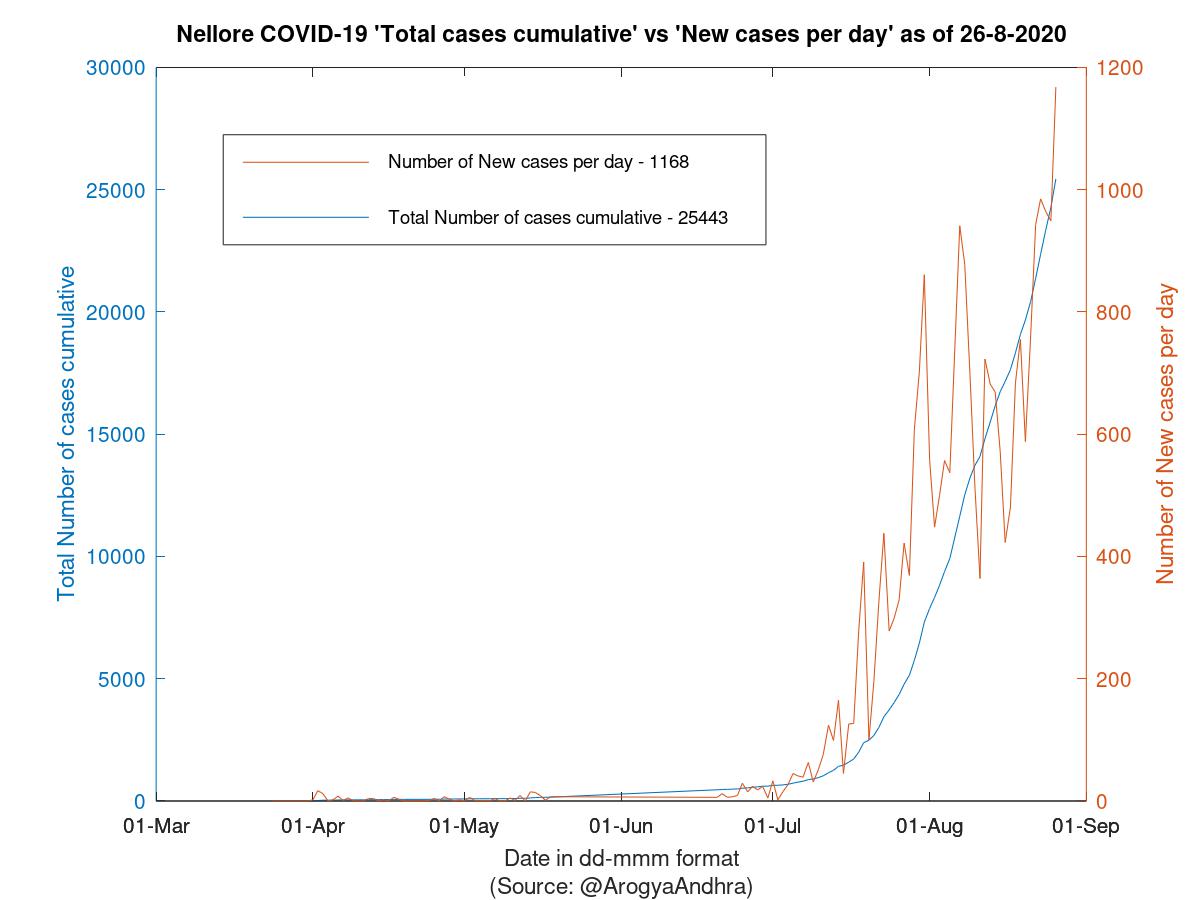 Nellore COVID-19 'Total cases cumulative' vs 'New cases per day' as of 26-8-2020
30000
25000
20000
15000
10000
5000
0
Total Number of cases cumulative
Number of New cases per day - 1168
Total Number of cases cumulative - 25443
1200
1000
800
600
400
200
0
Number of New cases per day
01-Mar 01-Apr 01-May 01-Jun 01-Jul 01-Aug 01-Sep
Date in dd-mmm format
(Source: @ArogyaAndhra)